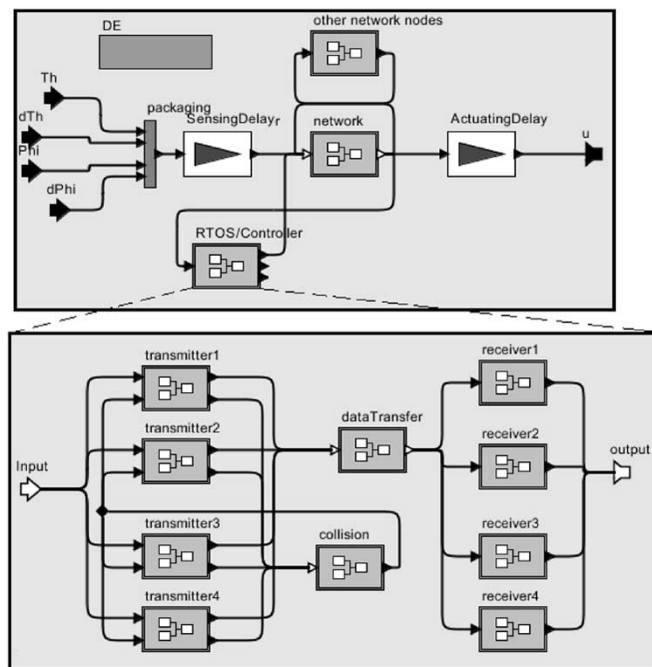 other network nodes
DE
Th
packaging
SensingDelay
r
network
ActuatingDelay
dTh
Phi
u
dPhi
RTOS/Controller
transmitter1
receiver1
dataTransfer
transmitter2
receiver2
Input
output
transmitter3
collision
receiver3
transmitter4
receiver4